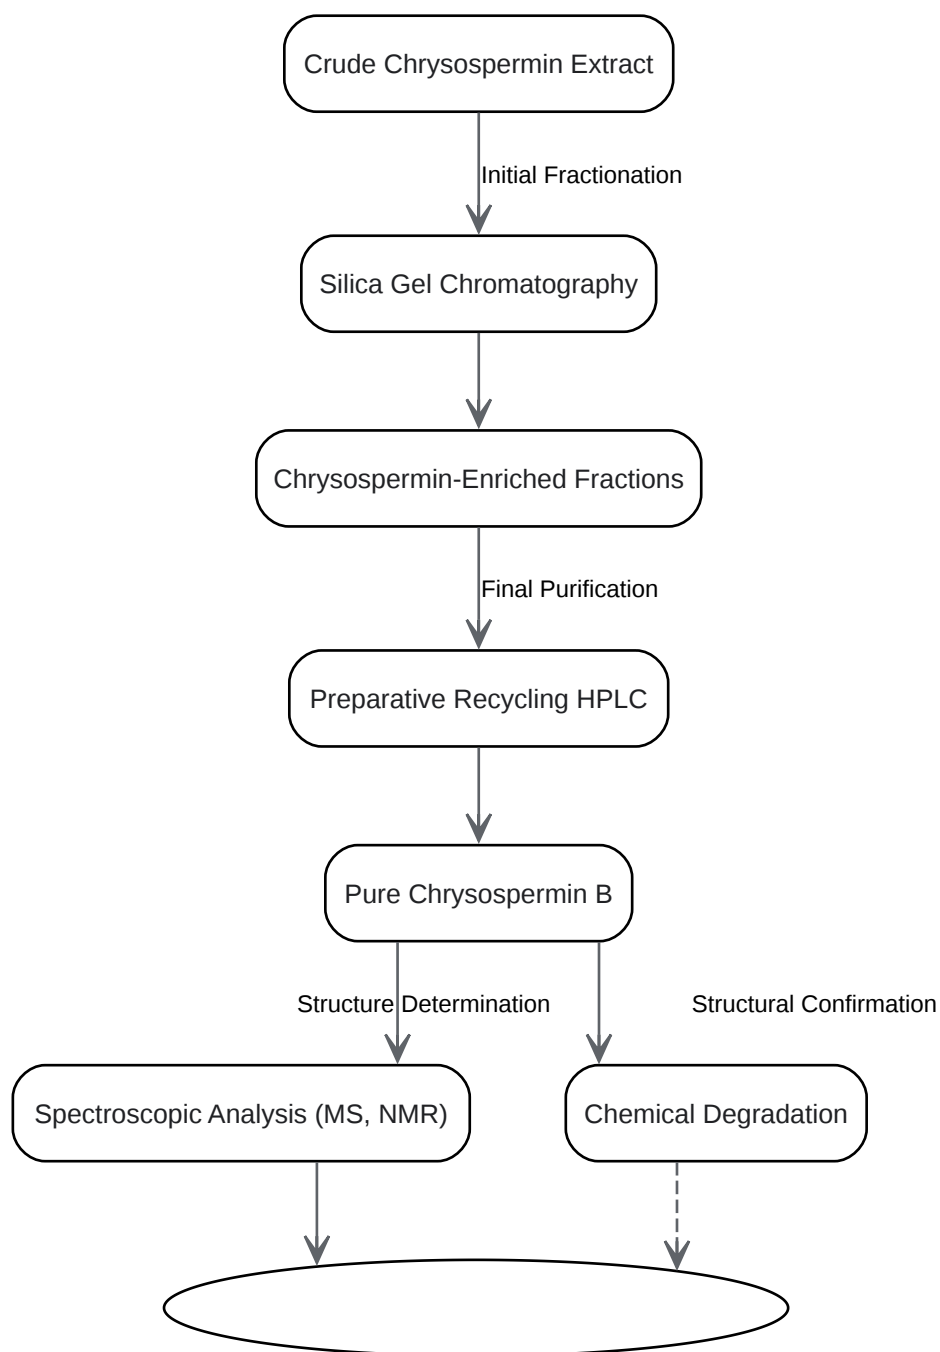 Crude Chrysospermin Extract
Initial Fractionation
Silica Gel Chromatography
Chrysospermin-Enriched Fractions
Final Purification
Preparative Recycling HPLC
Pure Chrysospermin B
Structure Determination
Structural Confirmation
Spectroscopic Analysis (MS, NMR)
Chemical Degradation